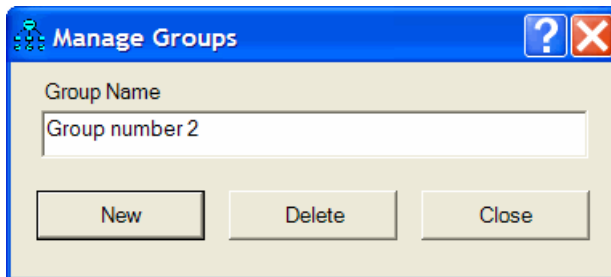 Manage Groups
Group Name
Group number 2
New Delete Close